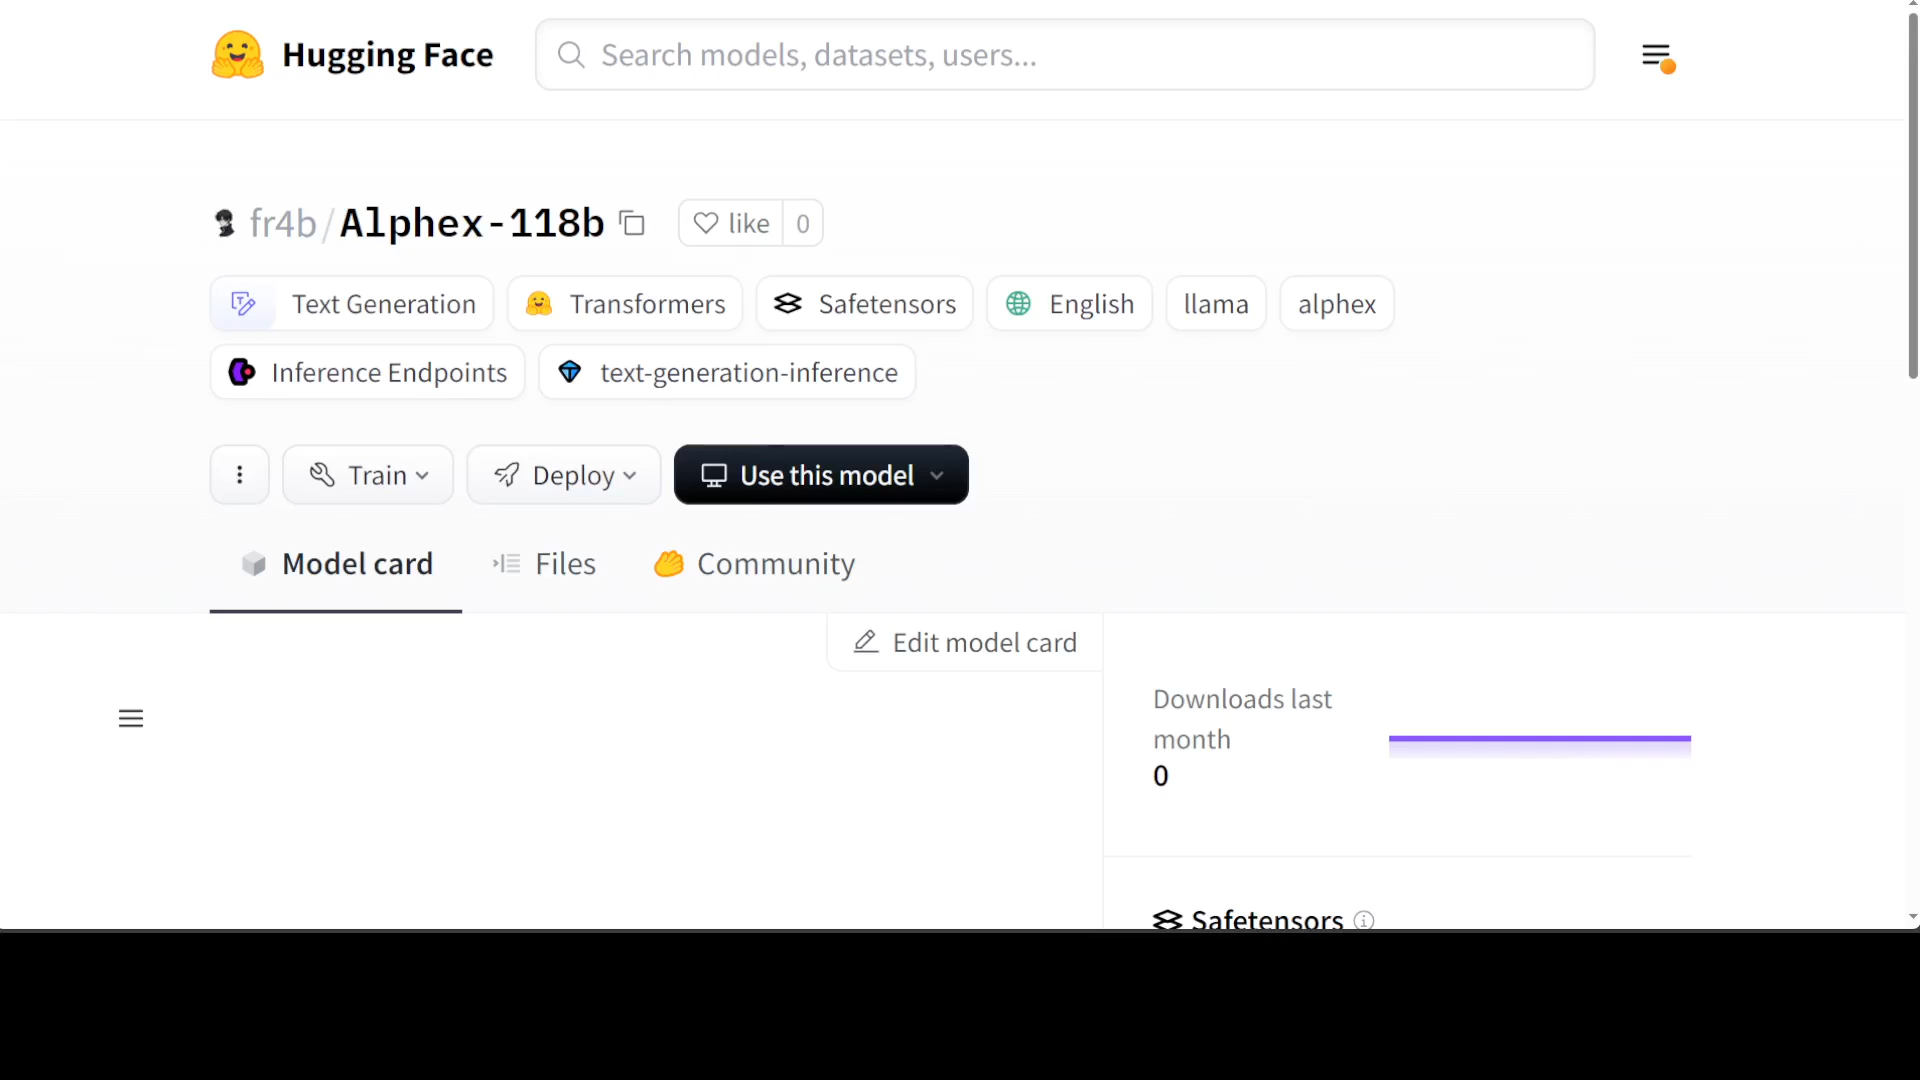 Hugging Face
Search models, datasets, users...
fr4b/Alphex-118b
like 0
Text Generation Transformers Safetensors English llama alphex
Inference Endpoints text-generation-inference
Train Deploy Use this model
Model card Files Community
Edit model card
Downloads last
month
0
Safetensors